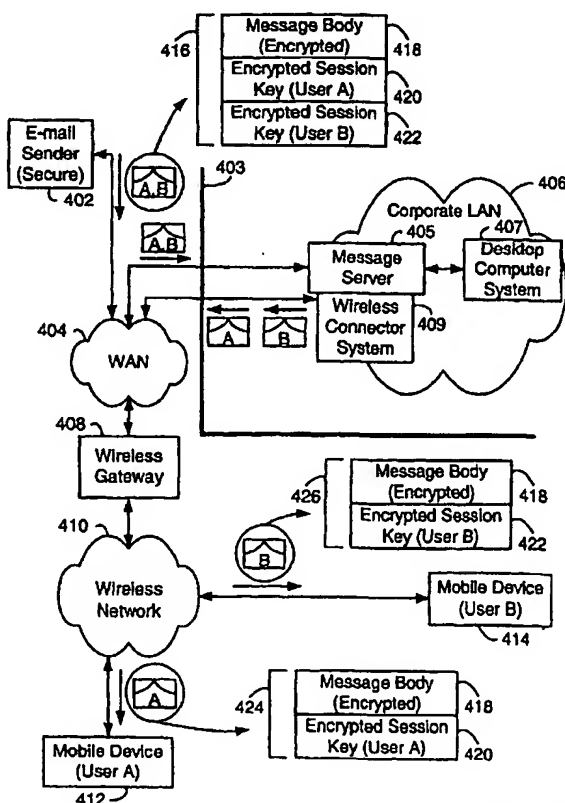 416
Message Body
(Encrypted)
418
Encrypted Session
Key (User A)
420
Encrypted Session
Key (User B)
422
E-mail
Sender
(Secure)
402
A,B
403
406
A,B
Corporate LAN
405
407
Message
Server
Desktop
Computer
System
Wireless
Connector
System
409
A
B
404
WAN
408
Wireless
Gateway
410
Wireless
Network
426
Message Body
(Encrypted)
418
Encrypted Session
Key (User B)
422
B
Mobile Device
(User B)
414
A
424
Message Body
(Encrypted)
418
Encrypted Session
Key (User A)
420
Mobile Device
(User A)
412